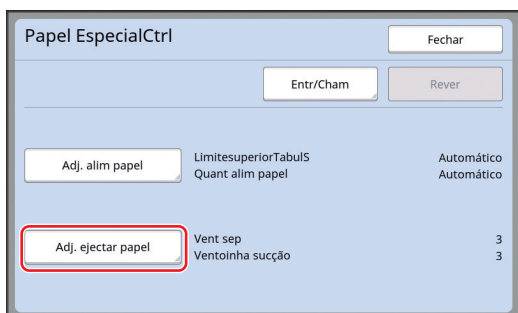 Papel EspecialCtrl
Fechar
Entr/Cham
Rever
Adj. alim papel
LimitesuperiorTabulS Automático
Quant alim papel Automático
Adj. ejectar papel
Vent sep 3
Ventoinha sucção 3